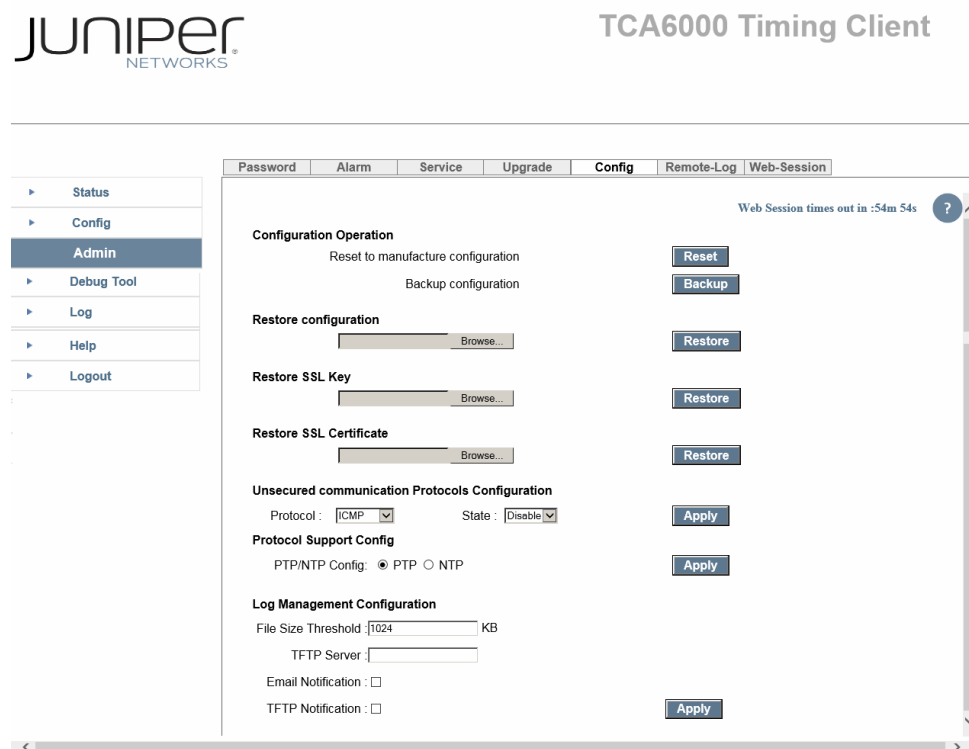 JUNIPER
NETWORKS
TCA6000 Timing Client
Password Alarm Service Upgrade Config Remote-Log Web-Session
Status
Config
Admin
Debug Tool
Log
Help
Logout
Web Session times out in :54m 54s ?
Configuration Operation
Reset to manufacture configuration Reset
Backup configuration Backup
Restore configuration
Browse... Restore
Restore SSL Key
Browse... Restore
Restore SSL Certificate
Browse... Restore
Unsecured communication Protocols Configuration
Protocol : ICMP State : Disable Apply
Protocol Support Config
PTP/NTP Config: PTP NTP Apply
Log Management Configuration
File Size Threshold :1024 KB
TFTP Server :
Email Notification :
TFTP Notification : Apply